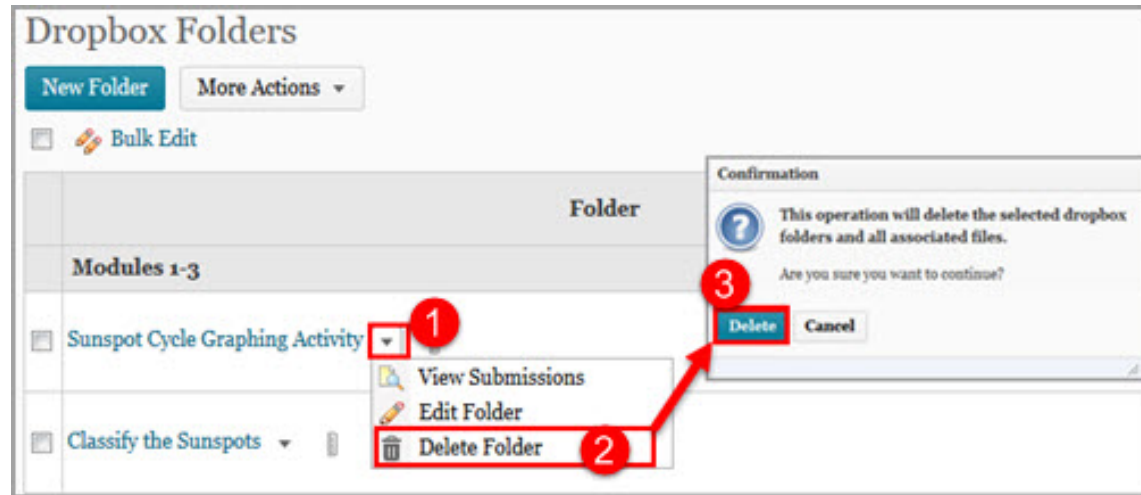 Dropbox Folders
New Folder More Actions
Bulk Edit
Folder
Modules 1-3
Sunspot Cycle Graphing Activity 1
View Submissions
Edit Folder
Delete Folder 2
Classify the Sunspots
Confirmation
This operation will delete the selected dropbox
folders and all associated files.
Are you sure you want to continue?
3
Delete Cancel